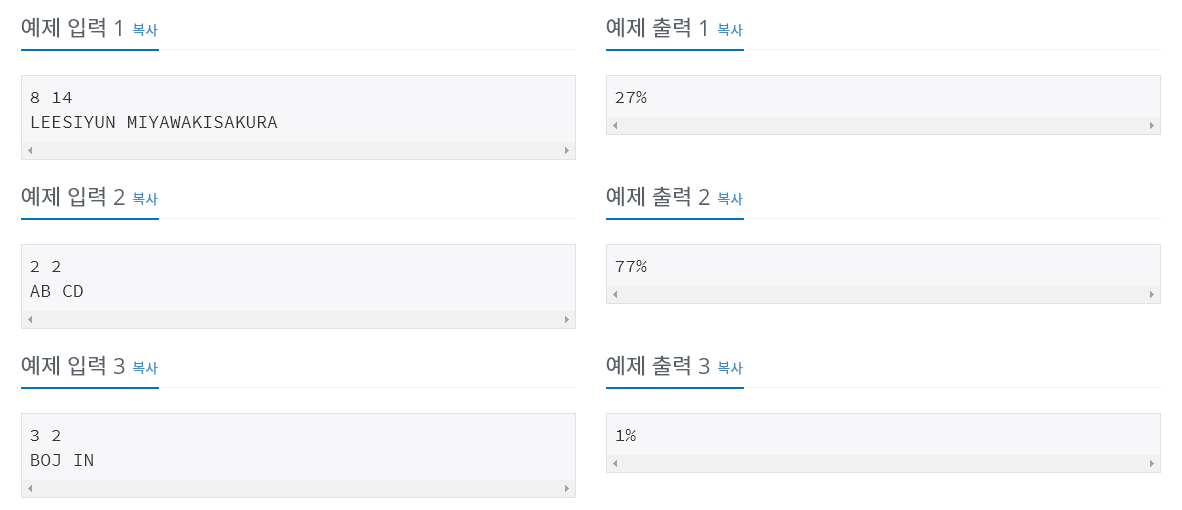 예제 입력 1 복사
8 14
LEESIYUN MIYAWAKISAKURA
예제 출력 1 복사
27%
예제 입력 2 복사
2 2
AB CD
예제 출력 2 복사
77%
예제 입력 3 복사
3 2
BOJ IN
예제 출력 3 복사
1%